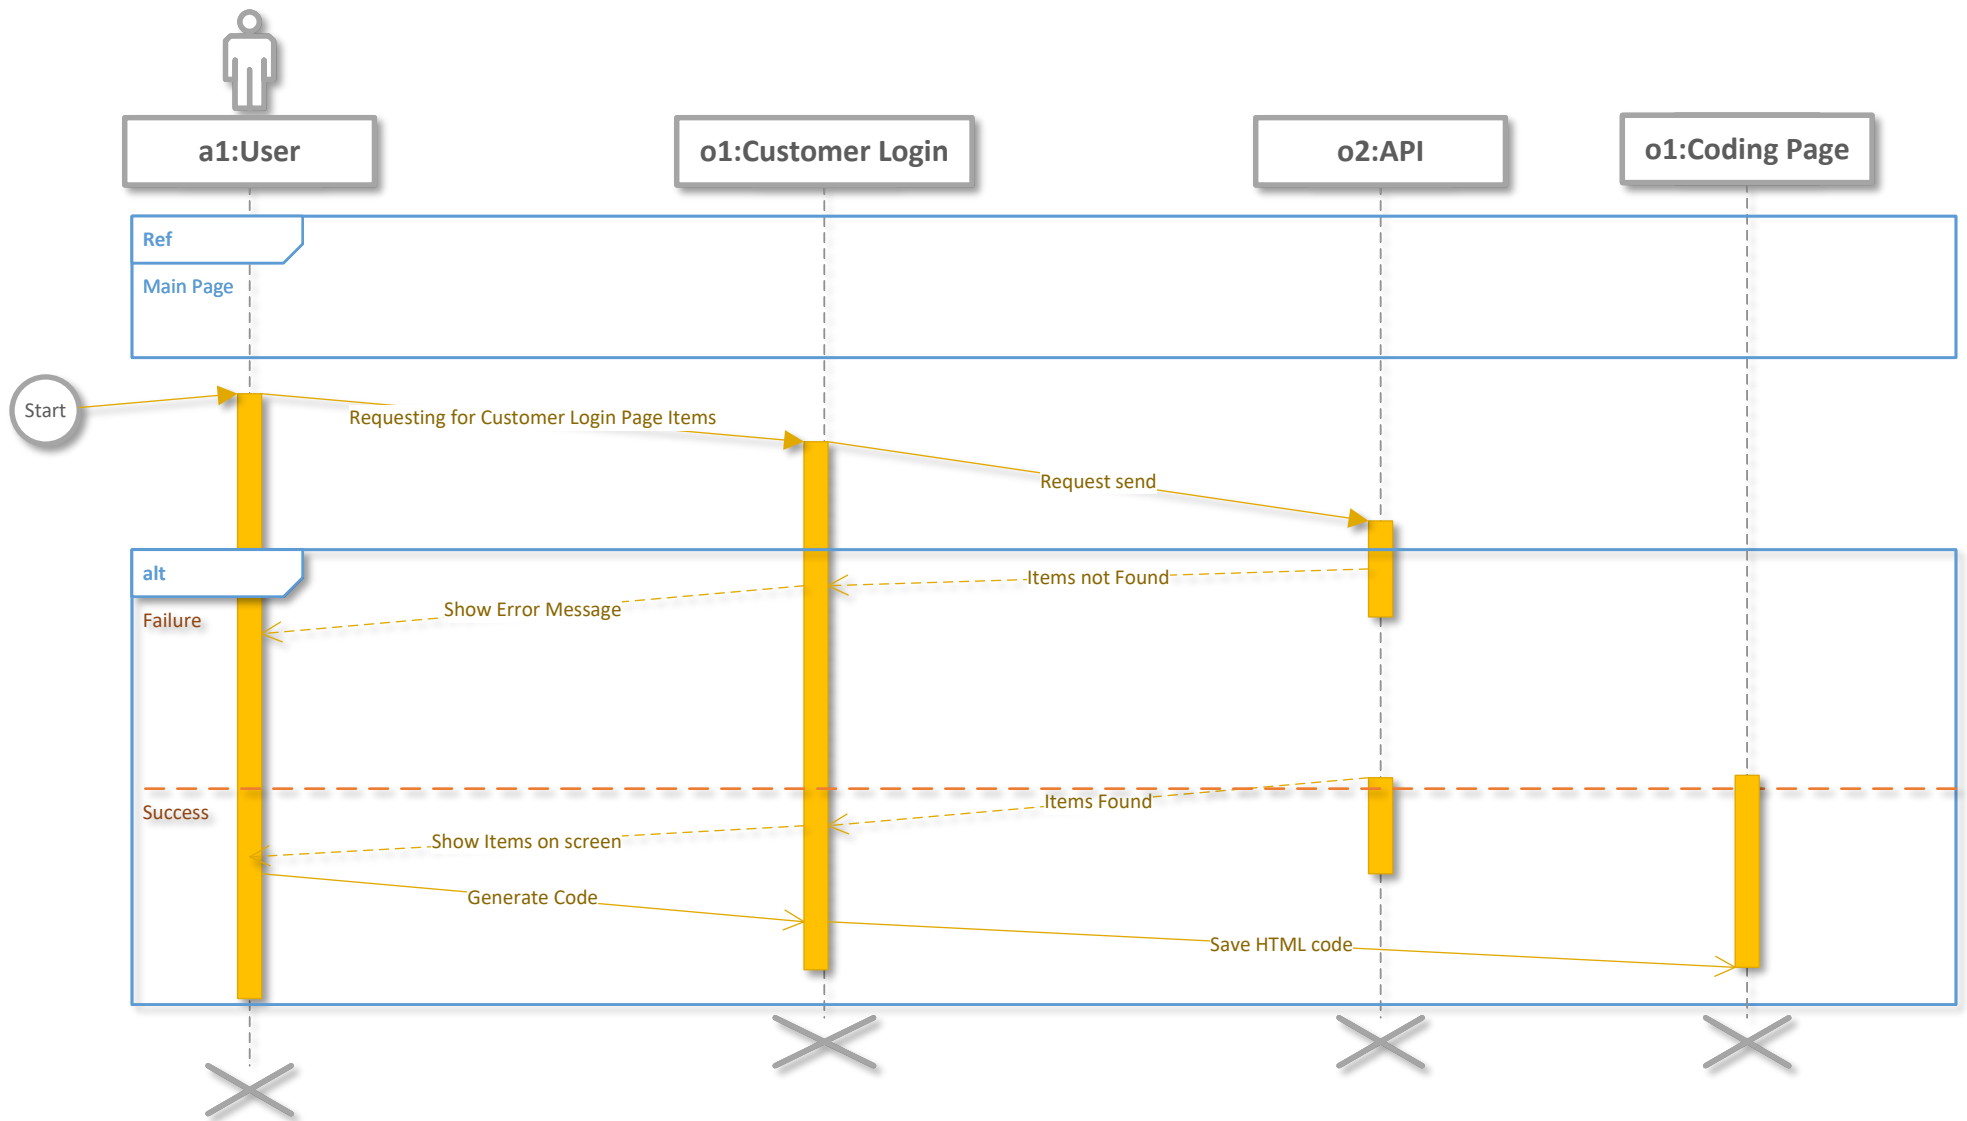 a1:User
o1:Customer Login
o2:API
o1:Coding Page
Ref
Main Page
Start
Requesting for Customer Login Page Items
Request send
alt
Items not Found
Show Error Message
Failure
Items Found
Success
Show Items on screen
Generate Code
Save HTML code